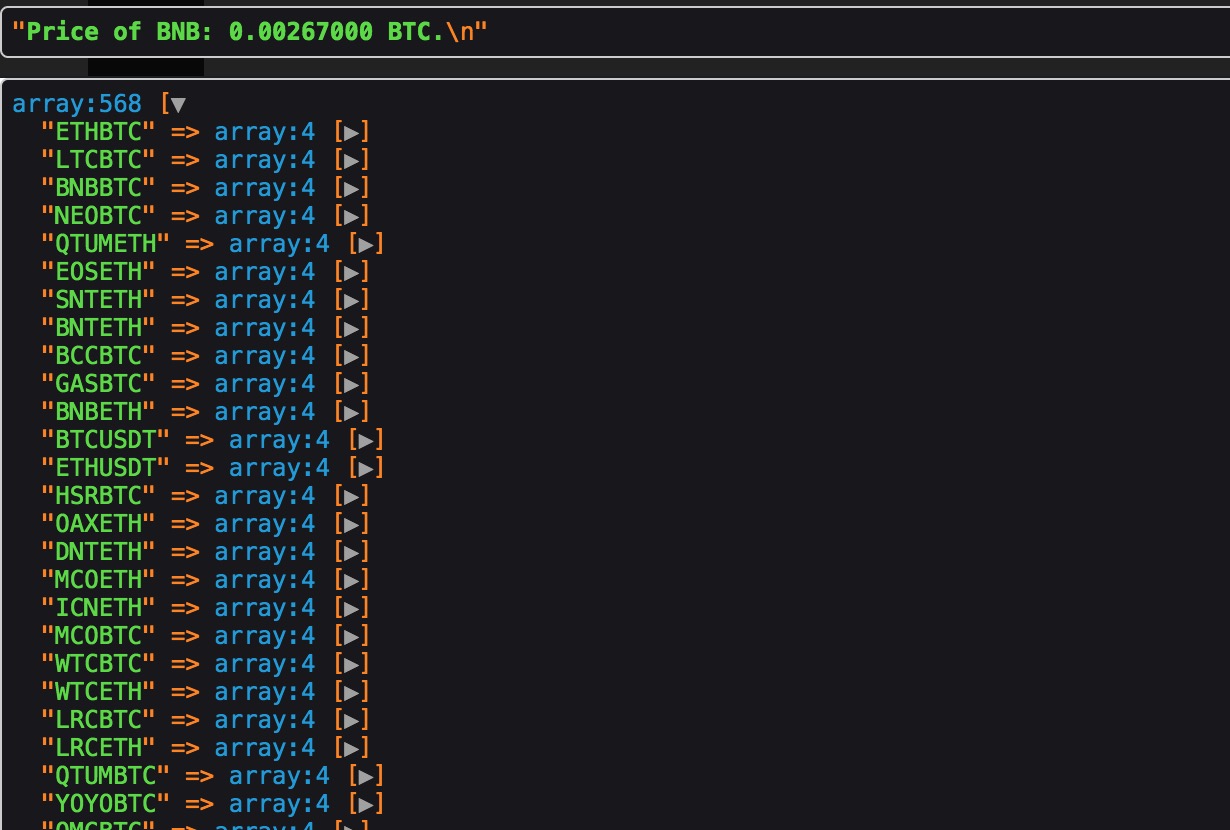 "Price of BNB: 0.00267000 BTC.\n"
array:568 [▼
"ETHBTC" => array:4 [▶]
"LTCBTC" => array:4 [▶]
"BNBBTC" => array:4 [▶]
"NEOBTC" => array:4 [▶]
"QTUMETH" => array:4 [▶]
"EOSETH" => array:4 [▶]
"SNTETH" => array:4 [▶]
"BNTETH" => array:4 [▶]
"BCCBTC" => array:4 [▶]
"GASBTC" => array:4 [▶]
"BNBETH" => array:4 [▶]
"BTCUSDT" => array:4 [▶]
"ETHUSDT" => array:4 [▶]
"HSRBTC" => array:4 [▶]
"OAXETH" => array:4 [▶]
"DNTETH" => array:4 [▶]
"MCOETH" => array:4 [▶]
"ICNETH" => array:4 [▶]
"MCOBTC" => array:4 [▶]
"WTCBTC" => array:4 [▶]
"WTCETH" => array:4 [▶]
"LRCBTC" => array:4 [▶]
"LRCETH" => array:4 [▶]
"QTUMBTC" => array:4 [▶]
"YOYOBTC" => array:4 [▶]